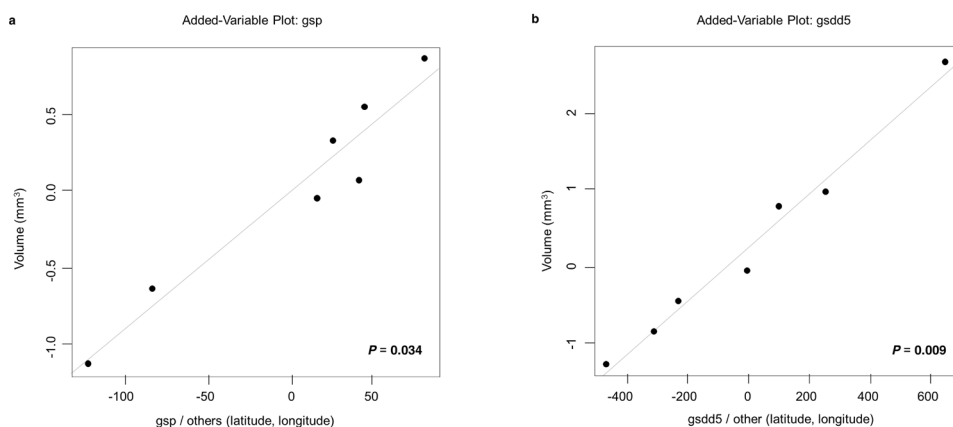 a
Added-Variable Plot: gsp
Volume (mm³)
0.5
0.0
-0.5
-1.0
-100
-50
0
50
P = 0.034
gsp / others (latitude, longitude)
b
Added-Variable Plot: gsdd5
Volume (mm³)
2
1
0
-1
-400
-200
0
200
400
600
P = 0.009
gsdd5 / other (latitude, longitude)